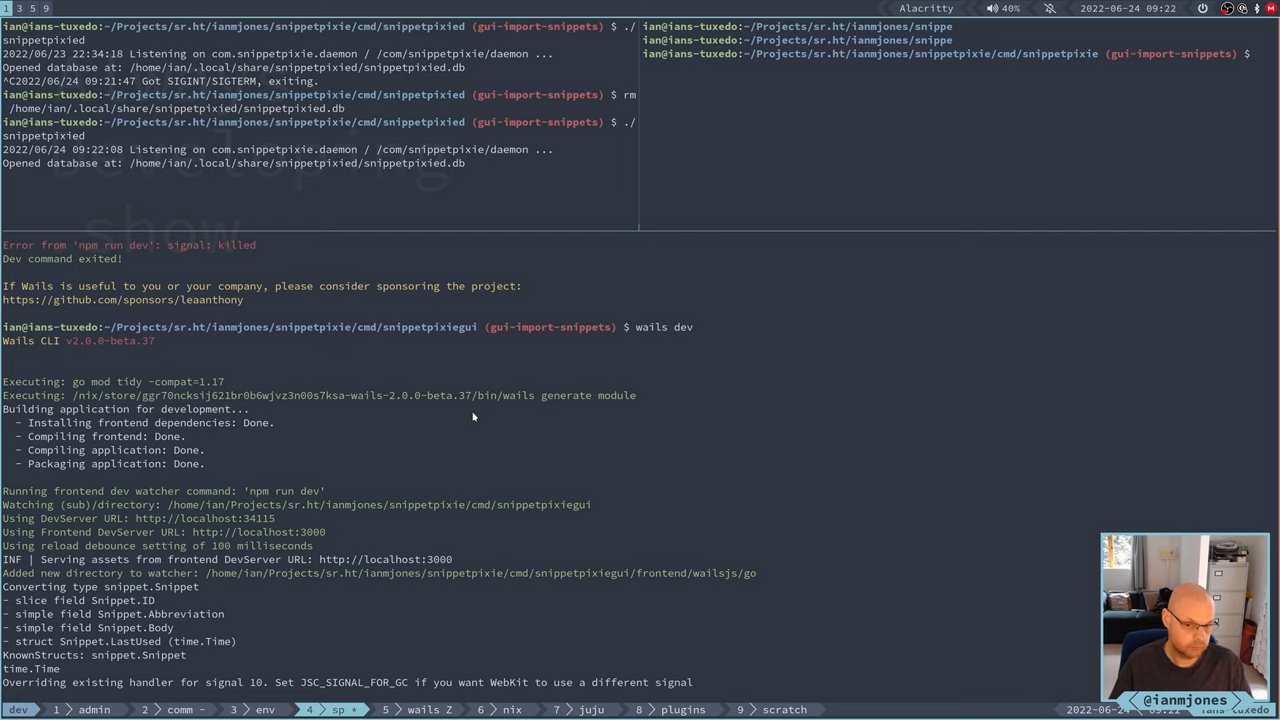 1 3 5 9
Alacritty 40% 2022-06-24 09:22
ian@ians-tuxedo:~/Projects/sr.ht/ianmjones/snippetpixie/cmd/snippetpixied (gui-import-snippets) $ ./
snippetpixied
2022/06/23 22:34:18 Listening on com.snippetpixie.daemon / /com/snippetpixie/daemon ...
Opened database at: /home/ian/.local/share/snippetpixied/snippetpixied.db
^C2022/06/24 09:21:47 Got SIGINT/SIGTERM, exiting.
ian@ians-tuxedo:~/Projects/sr.ht/ianmjones/snippetpixie/cmd/snippetpixied (gui-import-snippets) $ rm
/home/ian/.local/share/snippetpixied/snippetpixied.db
ian@ians-tuxedo:~/Projects/sr.ht/ianmjones/snippetpixie/cmd/snippetpixied (gui-import-snippets) $ ./
snippetpixied
2022/06/24 09:22:08 Listening on com.snippetpixie.daemon / /com/snippetpixie/daemon ...
Opened database at: /home/ian/.local/share/snippetpixied/snippetpixied.db
ian@ians-tuxedo:~/Projects/sr.ht/ianmjones/snippe
ian@ians-tuxedo:~/Projects/sr.ht/ianmjones/snippe
ian@ians-tuxedo:~/Projects/sr.ht/ianmjones/snippetpixie/cmd/snippetpixie (gui-import-snippets) $
developing
show
Error from 'npm run dev': signal: killed
Dev command exited!
If Wails is useful to you or your company, please consider sponsoring the project:
https://github.com/sponsors/leaanthony
ian@ians-tuxedo:~/Projects/sr.ht/ianmjones/snippetpixie/cmd/snippetpixiegui (gui-import-snippets) $ wails dev
Wails CLI v2.0.0-beta.37
Executing: go mod tidy -compat=1.17
Executing: /nix/store/ggr70ncksij621br0b6wjvz3n00s7ksa-wails-2.0.0-beta.37/bin/wails generate module
Building application for development...
- Installing frontend dependencies: Done.
- Compiling frontend: Done.
- Compiling application: Done.
- Packaging application: Done.
Running frontend dev watcher command: 'npm run dev'
Watching (sub)/directory: /home/ian/Projects/sr.ht/ianmjones/snippetpixie/cmd/snippetpixiegui
Using DevServer URL: http://localhost:34115
Using Frontend DevServer URL: http://localhost:3000
Using reload debounce setting of 100 milliseconds
INF | Serving assets from frontend DevServer URL: http://localhost:3000
Added new directory to watcher: /home/ian/Projects/sr.ht/ianmjones/snippetpixie/cmd/snippetpixiegui/frontend/wailsjs/go
Converting type snippet.Snippet
- slice field Snippet.ID
- simple field Snippet.Abbreviation
- simple field Snippet.Body
- struct Snippet.LastUsed (time.Time)
KnownStructs: snippet.Snippet
time.Time
Overriding existing handler for signal 10. Set JSC_SIGNAL_FOR_GC if you want WebKit to use a different signal
@ianmjones
dev 1 admin 2 comm - 3 env 4 sp * 5 wails Z 6 nix 7 juju 8 plugins 9 scratch